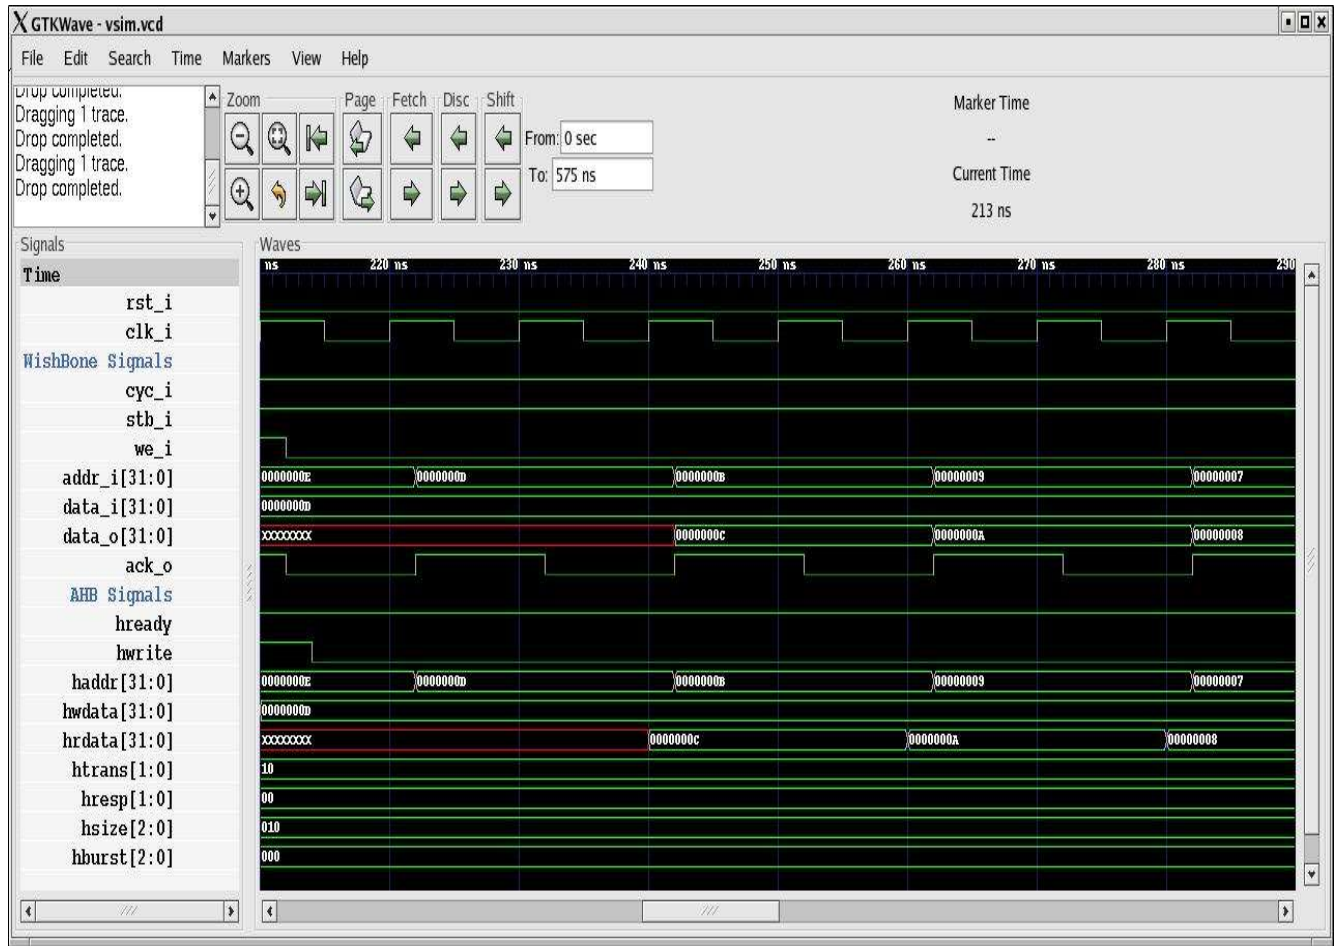 X GTKWave - vsim.vcd
File Edit Search Time Markers View Help
Drop completed.
Dragging 1 trace.
Drop completed.
Dragging 1 trace.
Drop completed.
Zoom Page Fetch Disc Shift
From: 0 sec
To: 575 ns
Marker Time
--
Current Time
213 ns
Signals
Waves
Time
ns 220 ns 230 ns 240 ns 250 ns 260 ns 270 ns 280 ns 290
rst_i
clk_i
WishBone Signals
cyc_i
stb_i
we_i
addr_i[31:0] 0000000E 0000000D 0000000B 00000009 00000007
data_i[31:0] 0000000D
data_o[31:0] XXXXXXXX 0000000C 0000000A 00000008
ack_o
AHB Signals
hready
hwrite
haddr[31:0] 0000000E 0000000D 0000000B 00000009 00000007
hwdata[31:0] 0000000D
hrdata[31:0] XXXXXXXX 0000000C 0000000A 00000008
htrans[1:0] 10
hresp[1:0] 00
hsize[2:0] 010
hburst[2:0] 000